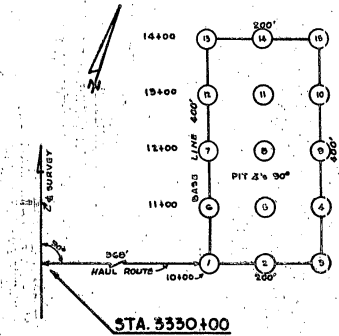 14+00 13 200' 14 15
N
13+00 12 11 10
400'
12+00 7 8 9 400'
BASE LINE
PIT ∡'s 90°
℄ SURVEY
11+00 6 5 4
90°
968'
HAUL ROUTE
10+00 1 2 3
200'
STA. 3330+00